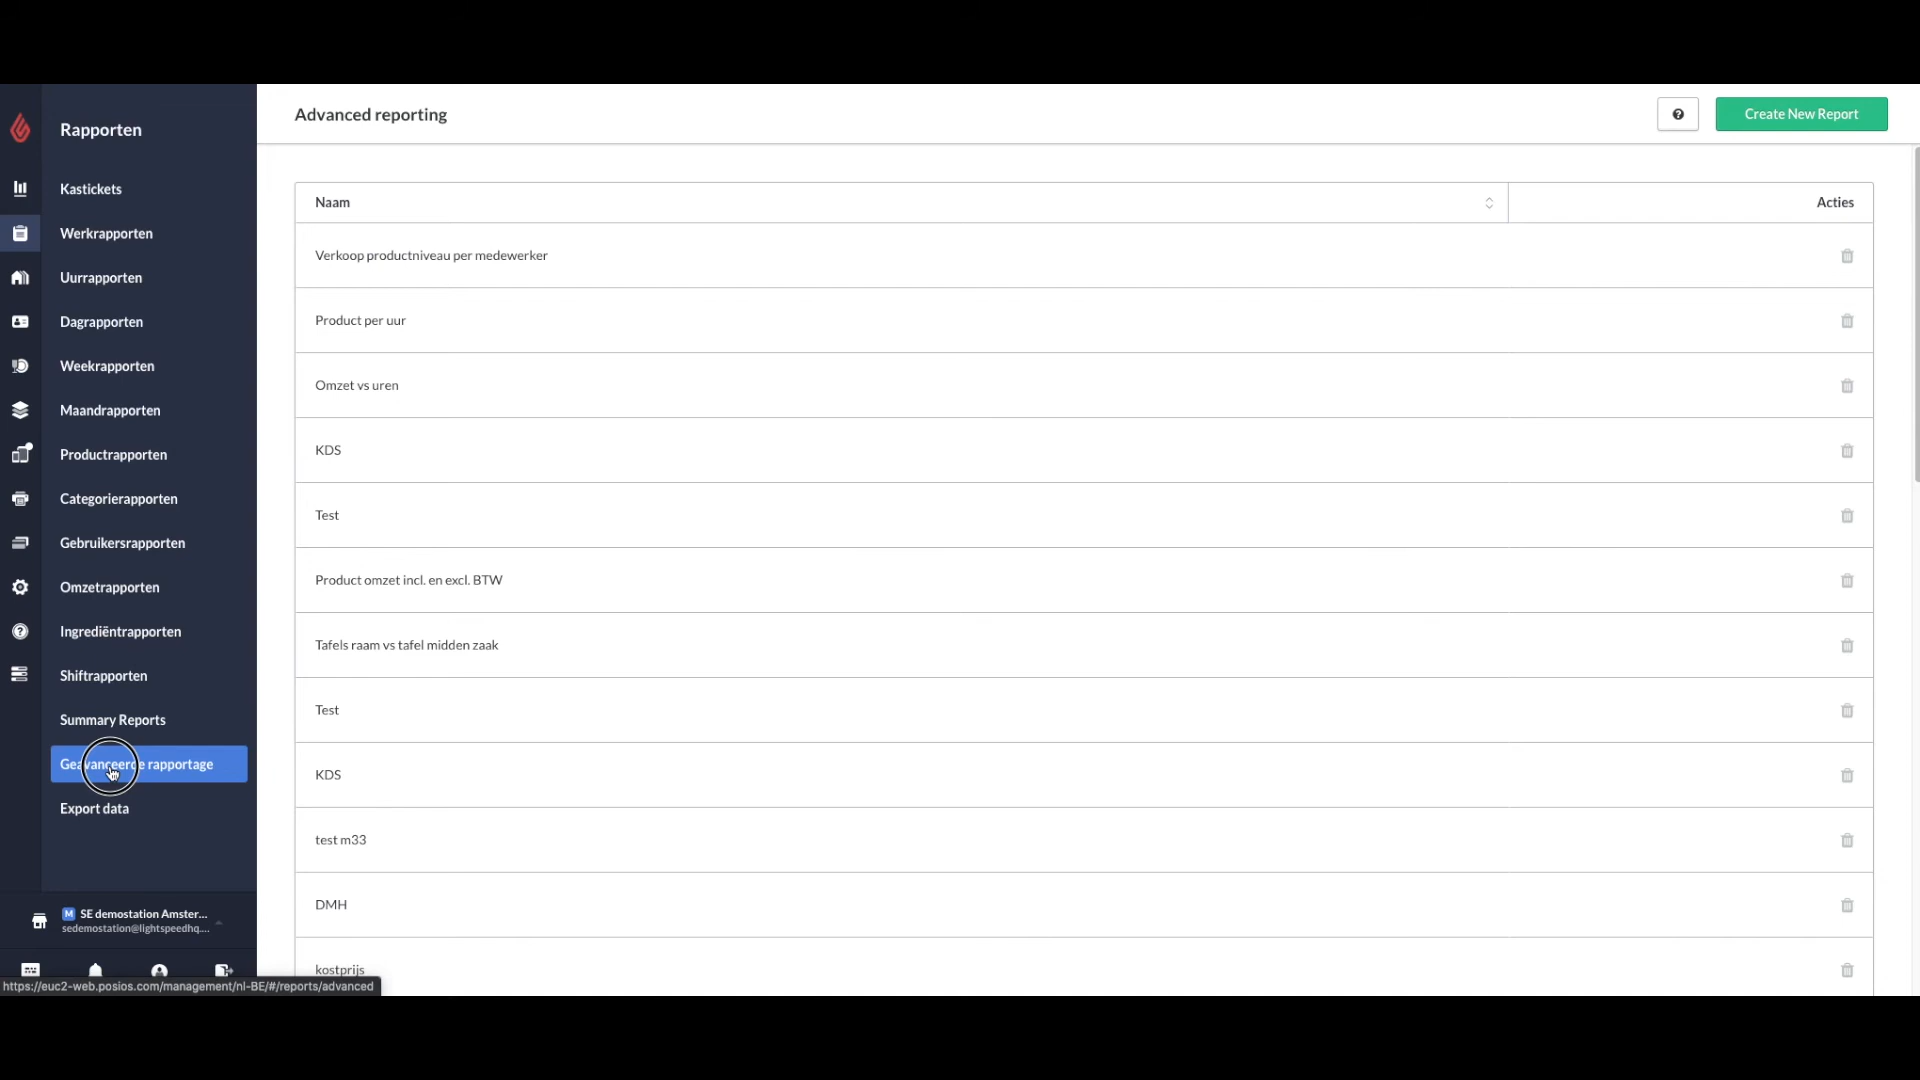 Rapporten
Kastickets
Werkrapporten
Uurrapporten
Dagrapporten
Weekrapporten
Maandrapporten
Productrapporten
Categorierapporten
Gebruikersrapporten
Omzetrapporten
Ingrediëntrapporten
Shiftrapporten
Summary Reports
Geavanceerde rapportage
Export data
M SE demostation Amster...
sedemostation@lightspeedhq....
https://euc2-web.posios.com/management/nl-BE/#/reports/advanced
Advanced reporting
Create New Report
Naam
Acties
Verkoop productniveau per medewerker
Product per uur
Omzet vs uren
KDS
Test
Product omzet incl. en excl. BTW
Tafels raam vs tafel midden zaak
Test
KDS
test m33
DMH
kostprijs